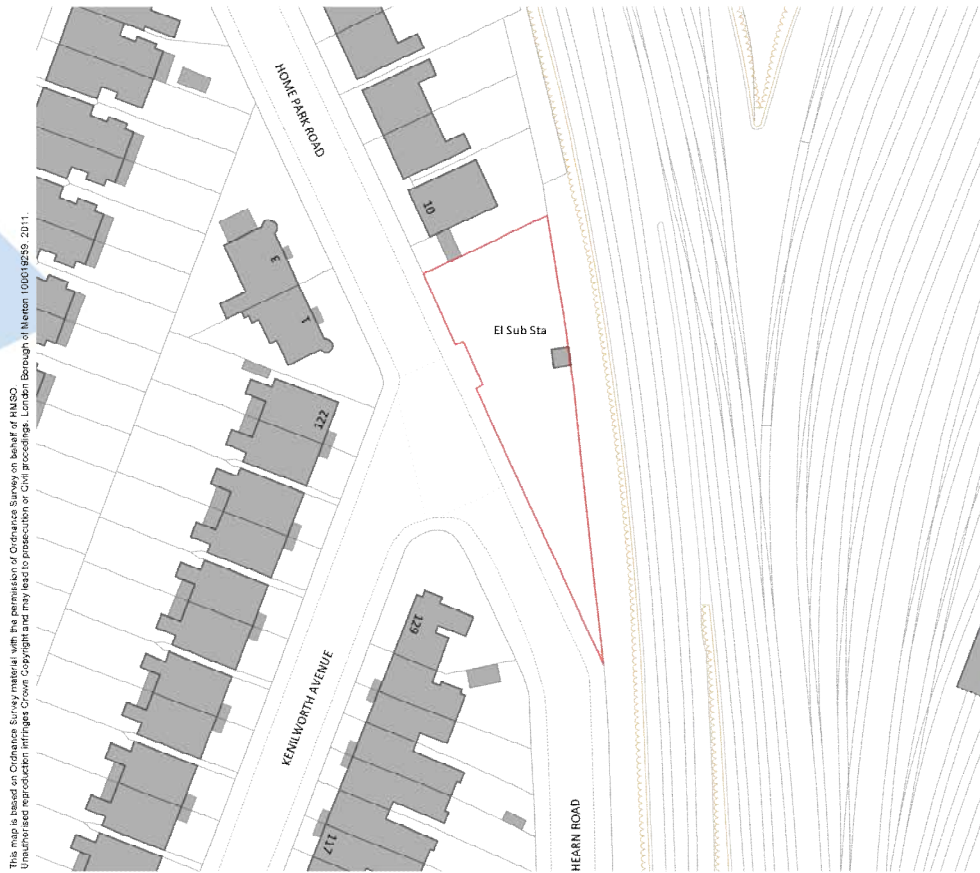 This map is based on Ordnance Survey material with the permission of Ordnance Survey on behalf of HMSO.
Unauthorised reproduction infringes Crown Copyright and may lead to prosecution or Civil procedings. London Borough of Merton 100019259. 2011.
HOME PARK ROAD
10
3
1
El Sub Sta
122
129
KENILWORTH AVENUE
117
HEARN ROAD